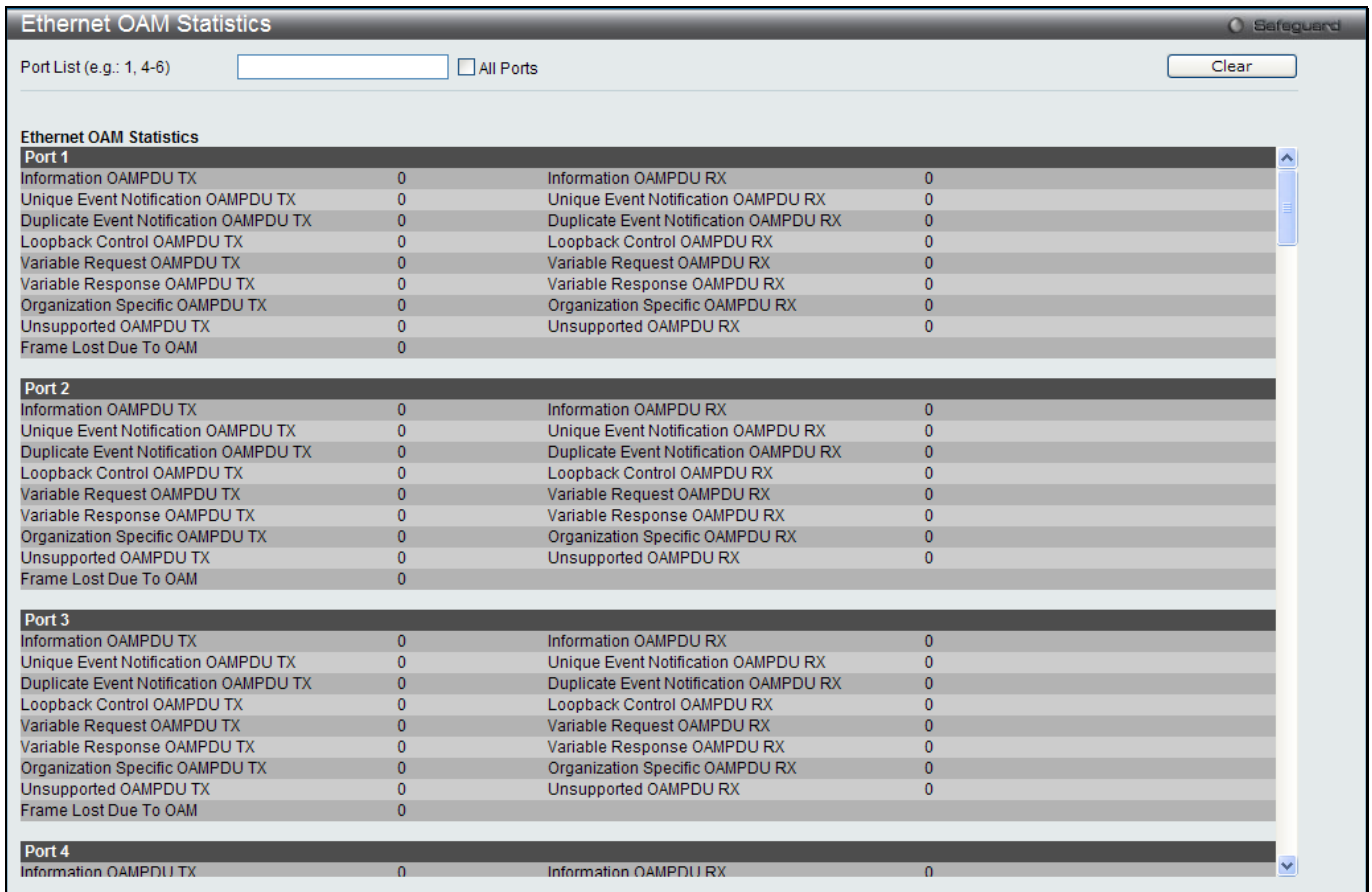 Ethernet OAM Statistics
Safeguard
Port List (e.g.: 1, 4-6) All Ports Clear
Ethernet OAM Statistics
Port 1
Information OAMPDU TX 0 Information OAMPDU RX 0
Unique Event Notification OAMPDU TX 0 Unique Event Notification OAMPDU RX 0
Duplicate Event Notification OAMPDU TX 0 Duplicate Event Notification OAMPDU RX 0
Loopback Control OAMPDU TX 0 Loopback Control OAMPDU RX 0
Variable Request OAMPDU TX 0 Variable Request OAMPDU RX 0
Variable Response OAMPDU TX 0 Variable Response OAMPDU RX 0
Organization Specific OAMPDU TX 0 Organization Specific OAMPDU RX 0
Unsupported OAMPDU TX 0 Unsupported OAMPDU RX 0
Frame Lost Due To OAM 0
Port 2
Information OAMPDU TX 0 Information OAMPDU RX 0
Unique Event Notification OAMPDU TX 0 Unique Event Notification OAMPDU RX 0
Duplicate Event Notification OAMPDU TX 0 Duplicate Event Notification OAMPDU RX 0
Loopback Control OAMPDU TX 0 Loopback Control OAMPDU RX 0
Variable Request OAMPDU TX 0 Variable Request OAMPDU RX 0
Variable Response OAMPDU TX 0 Variable Response OAMPDU RX 0
Organization Specific OAMPDU TX 0 Organization Specific OAMPDU RX 0
Unsupported OAMPDU TX 0 Unsupported OAMPDU RX 0
Frame Lost Due To OAM 0
Port 3
Information OAMPDU TX 0 Information OAMPDU RX 0
Unique Event Notification OAMPDU TX 0 Unique Event Notification OAMPDU RX 0
Duplicate Event Notification OAMPDU TX 0 Duplicate Event Notification OAMPDU RX 0
Loopback Control OAMPDU TX 0 Loopback Control OAMPDU RX 0
Variable Request OAMPDU TX 0 Variable Request OAMPDU RX 0
Variable Response OAMPDU TX 0 Variable Response OAMPDU RX 0
Organization Specific OAMPDU TX 0 Organization Specific OAMPDU RX 0
Unsupported OAMPDU TX 0 Unsupported OAMPDU RX 0
Frame Lost Due To OAM 0
Port 4
Information OAMPDU TX 0 Information OAMPDU RX 0